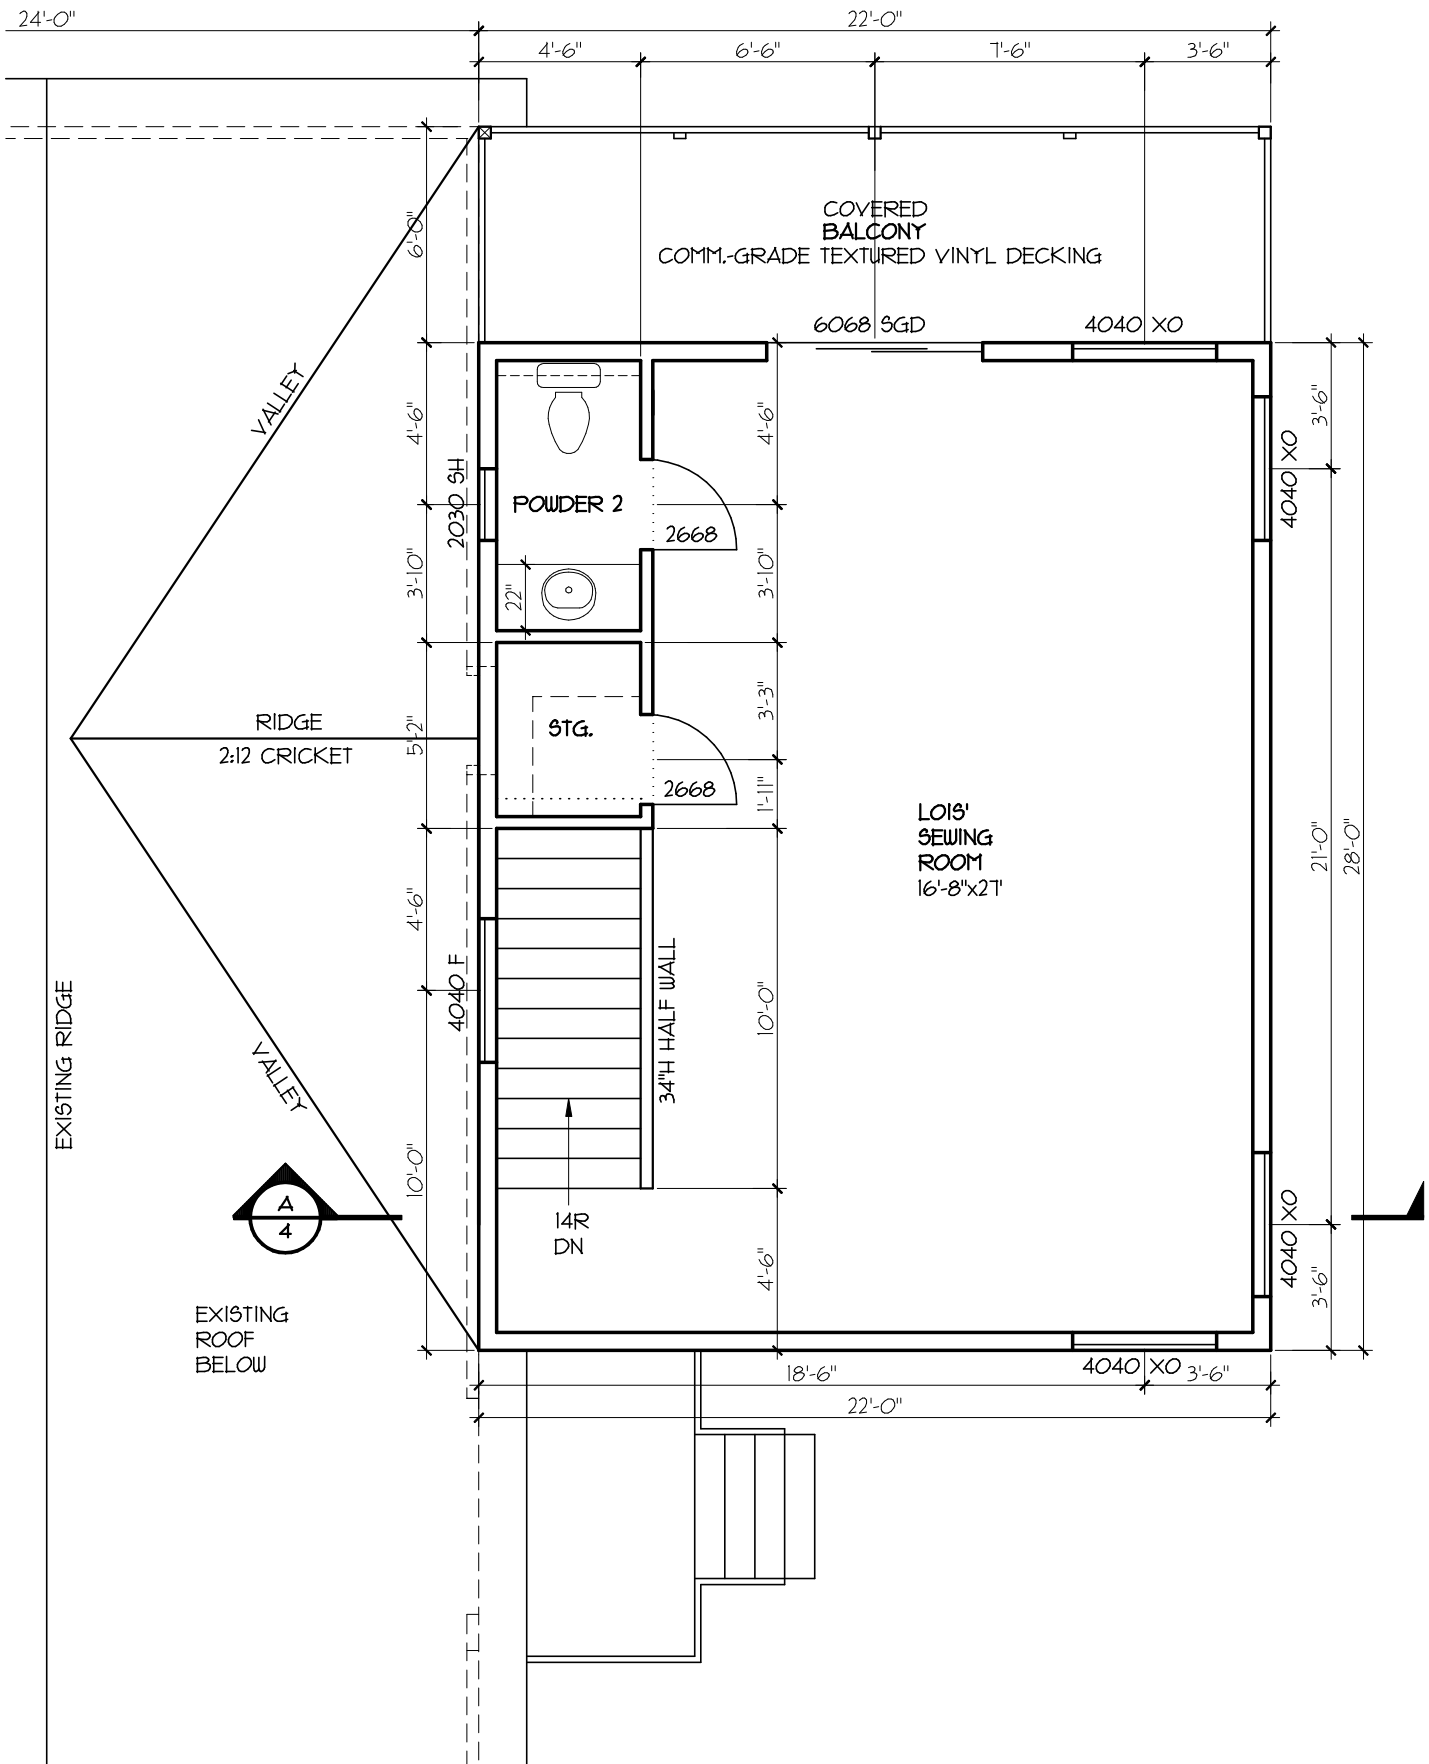 24'-0"
22'-0"
4'-6"
6'-6"
7'-6"
3'-6"
COVERED
BALCONY
COMM.-GRADE TEXTURED VINYL DECKING
6'-0"
6068 SGD
4040 XO
VALLEY
4'-6"
2030 SH
POWDER 2
2668
4'-6"
3'-6"
4040 XO
3'-10"
22"
3'-10"
RIDGE
2:12 CRICKET
5'-2"
STG.
2668
3'-3"
1'-11"
LOIS'
SEWING
ROOM
16'-8"x27'
21'-0"
28'-0"
4'-6"
4040 F
34"H HALF WALL
10'-0"
EXISTING RIDGE
VALLEY
10'-0"
A
4
14R
DN
4'-6"
4040 XO
3'-6"
EXISTING
ROOF
BELOW
18'-6"
4040 XO
3'-6"
22'-0"